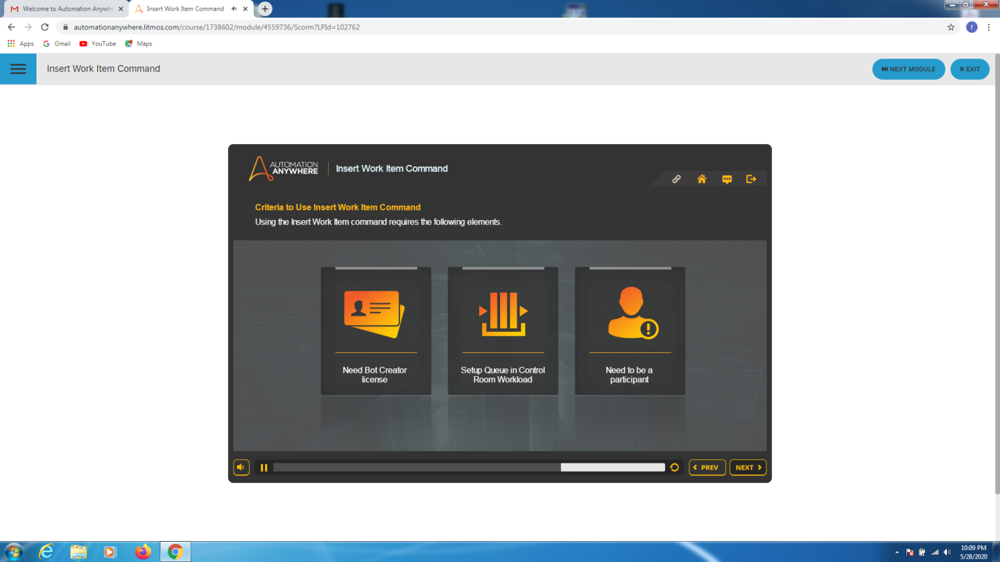 Welcome to Automation Anywhe
Insert Work Item Command
automationanywhere.litmos.com/course/1738602/module/4559736/Scorm?LPId=102762
f
Apps
Gmail
YouTube
Maps
Insert Work Item Command
NEXT MODULE
EXIT
AUTOMATION
ANYWHERE
Insert Work Item Command
Criteria to Use Insert Work Item Command
Using the Insert Work Item command requires the following elements.
Need Bot Creator
license
Setup Queue in Control
Room Workload
Need to be a
participant
PREV
NEXT
10:09 PM
5/28/2020